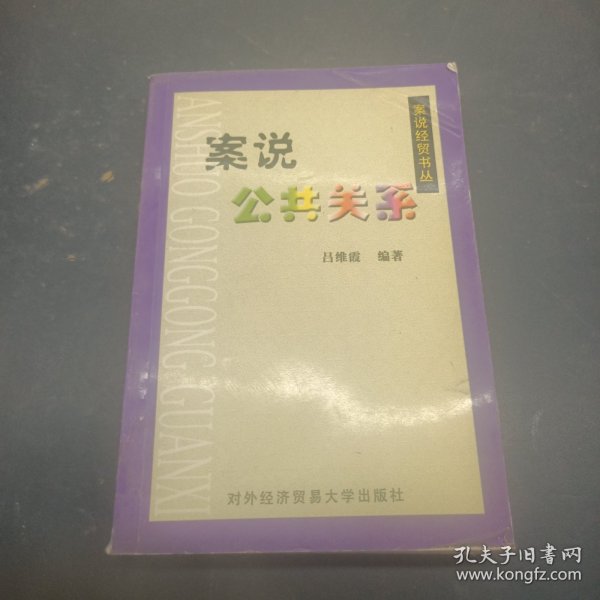 案说经贸书丛
案说
公共关系
吕维霞 编著
ANSHUO GONGGONG GUANXI
对外经济贸易大学出版社
孔夫子旧书网
www.kongfz.com